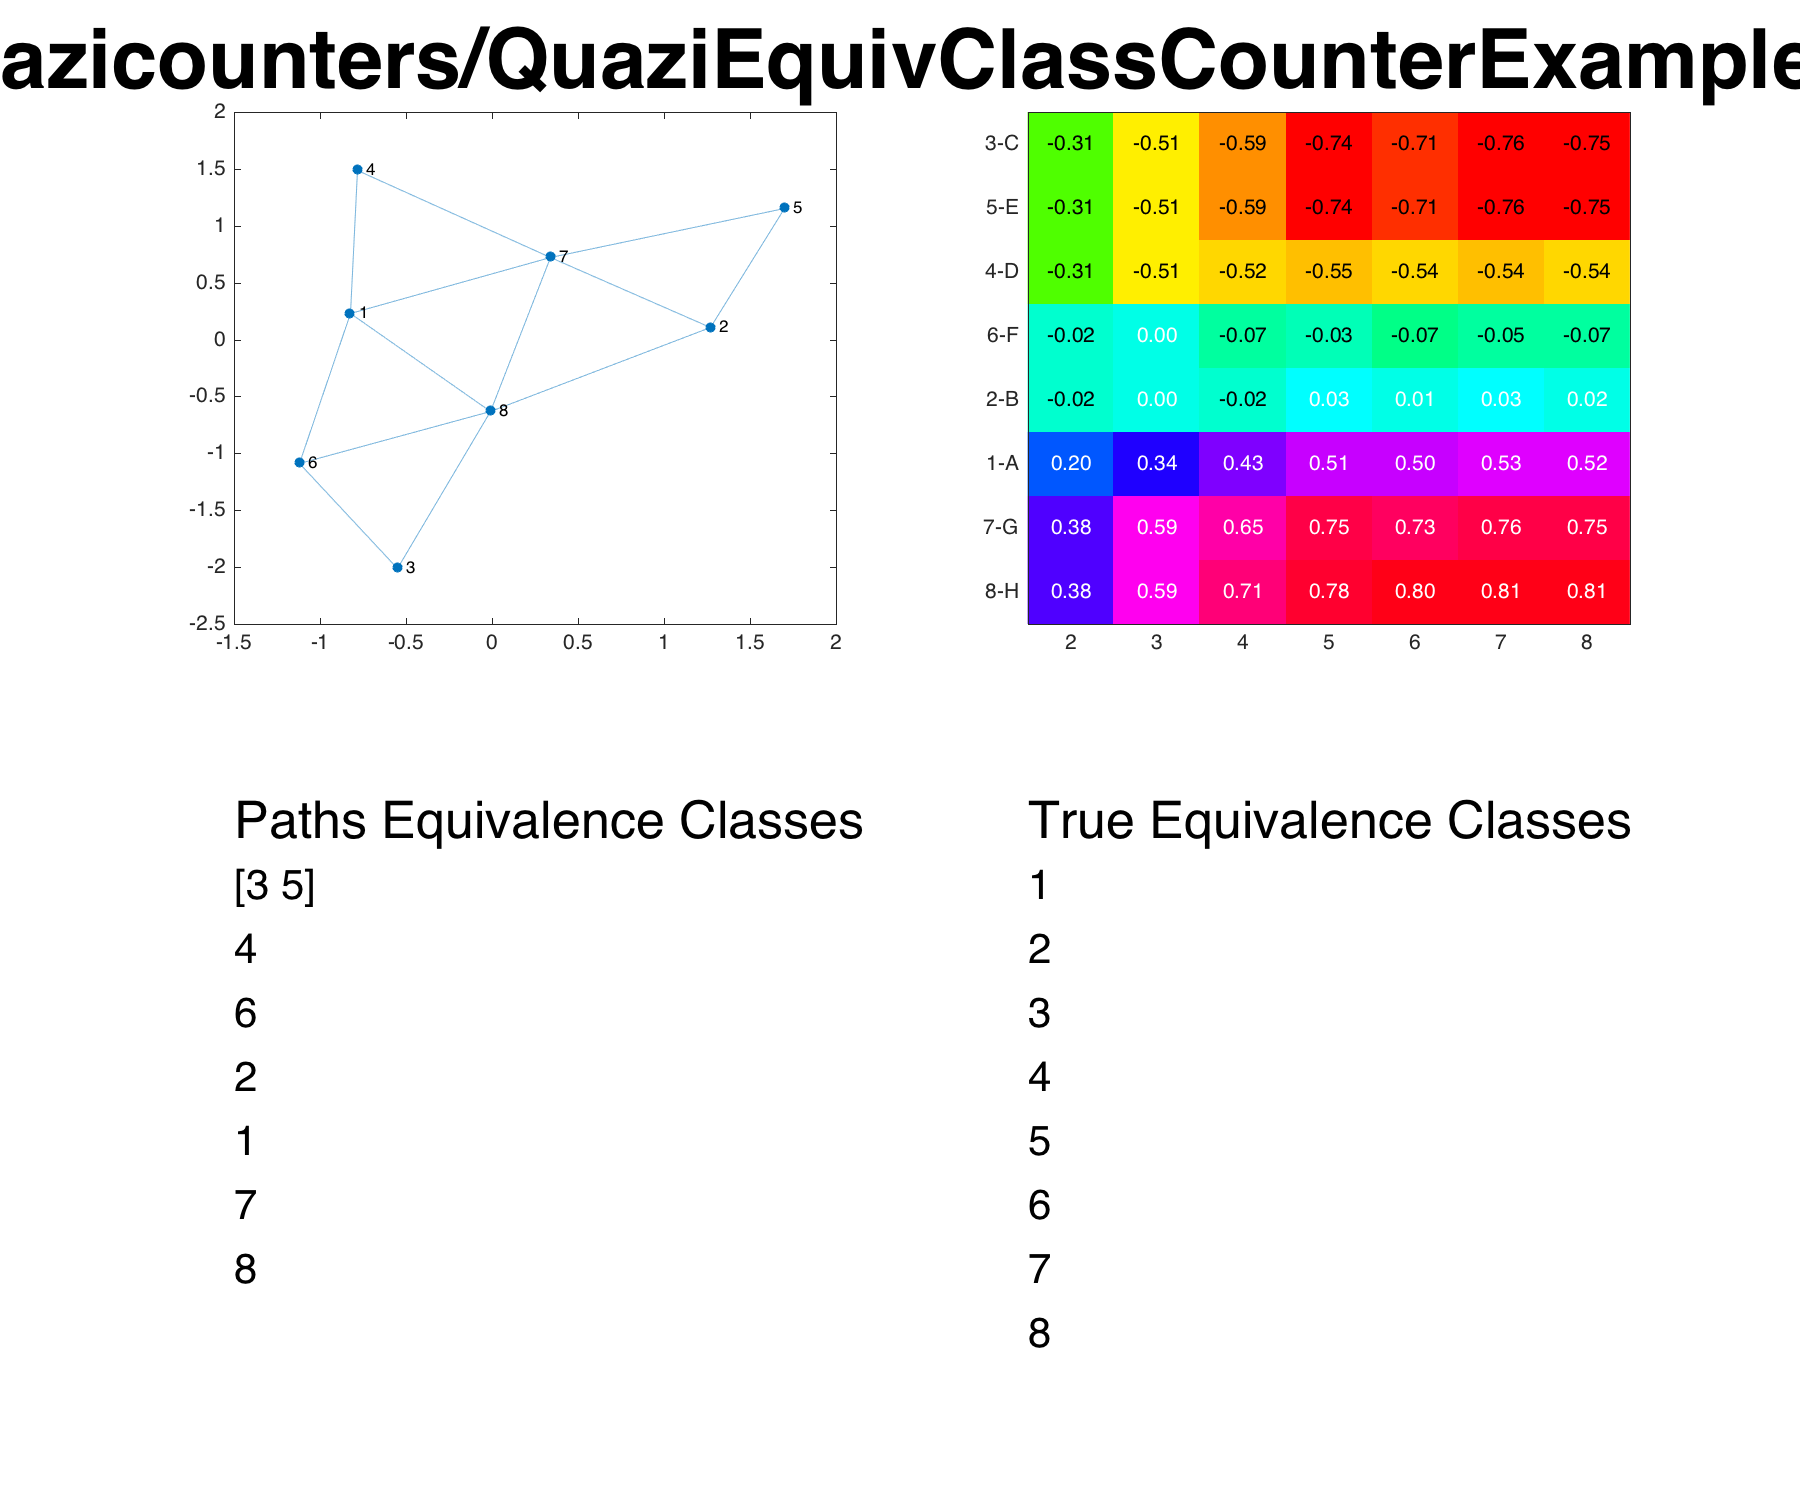 azicounters/QuaziEquivClassCounterExample
2
1.5
1
0.5
0
-0.5
-1
-1.5
-2
-2.5
-1.5 -1 -0.5 0 0.5 1 1.5 2
4
5
7
1
2
8
6
3
3-C -0.31 -0.51 -0.59 -0.74 -0.71 -0.76 -0.75
5-E -0.31 -0.51 -0.59 -0.74 -0.71 -0.76 -0.75
4-D -0.31 -0.51 -0.52 -0.55 -0.54 -0.54 -0.54
6-F -0.02 0.00 -0.07 -0.03 -0.07 -0.05 -0.07
2-B -0.02 0.00 -0.02 0.03 0.01 0.03 0.02
1-A 0.20 0.34 0.43 0.51 0.50 0.53 0.52
7-G 0.38 0.59 0.65 0.75 0.73 0.76 0.75
8-H 0.38 0.59 0.71 0.78 0.80 0.81 0.81
2 3 4 5 6 7 8
Paths Equivalence Classes
[3 5]
4
6
2
1
7
8
True Equivalence Classes
1
2
3
4
5
6
7
8